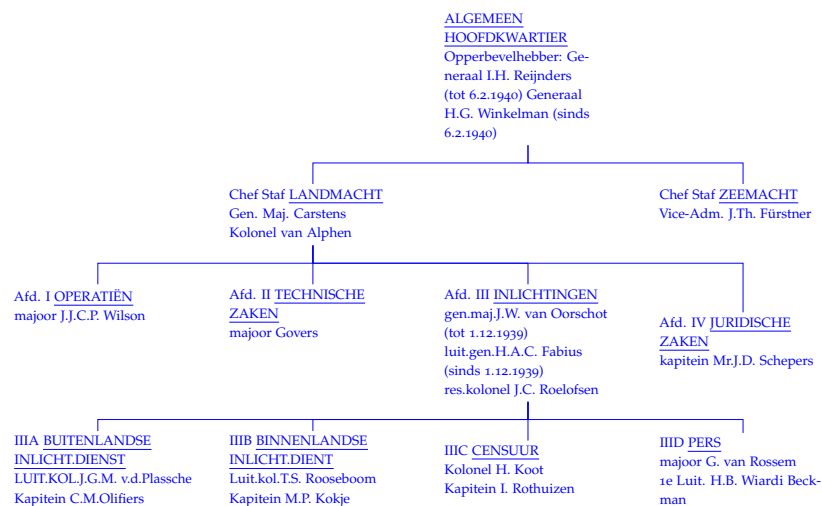 ALGEMEEN
HOOFDKWARTIER
Opperbevelhebber: Ge-
neraal I.H. Reijnders
(tot 6.2.1940) Generaal
H.G. Winkelman (sinds
6.2.1940)
Chef Staf LANDMACHT
Gen. Maj. Carstens
Kolonel van Alphen
Chef Staf ZEEMACHT
Vice-Adm. J.Th. Fürstner
Afd. I OPERATIËN
majoor J.J.C.P. Wilson
Afd. II TECHNISCHE
ZAKEN
majoor Govers
Afd. III INLICHTINGEN
gen.maj.J.W. van Oorschot
(tot 1.12.1939)
luit.gen.H.A.C. Fabius
(sinds 1.12.1939)
res.kolonel J.C. Roelofsen
Afd. IV JURIDISCHE
ZAKEN
kapitein Mr.J.D. Schepers
IIIA BUITENLANDSE
INLICHT.DIENST
LUIT.KOL.J.G.M. v.d.Plassche
Kapitein C.M.Olifiers
IIIB BINNENLANDSE
INLICHT.DIENT
Luit.kol.T.S. Rooseboom
Kapitein M.P. Kokje
IIIC CENSUUR
Kolonel H. Koot
Kapitein I. Rothuizen
IIID PERS
majoor G. van Rossem
1e Luit. H.B. Wiardi Beck-
man